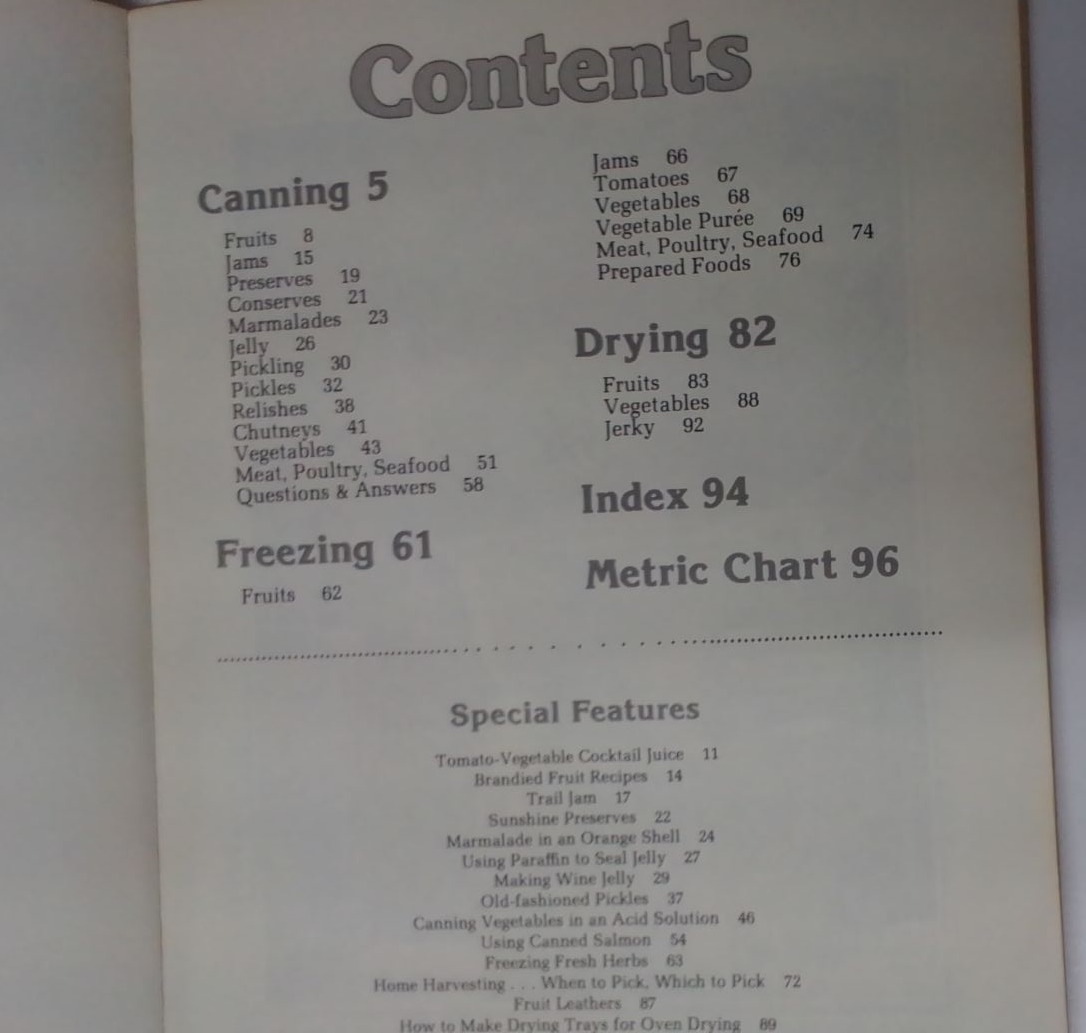 Contents
Canning 5
Fruits 8
Jams 15
Preserves 19
Conserves 21
Marmalades 23
Jelly 26
Pickling 30
Pickles 32
Relishes 38
Chutneys 41
Vegetables 43
Meat, Poultry, Seafood 51
Questions & Answers 58
Freezing 61
Fruits 62
Jams 66
Tomatoes 67
Vegetables 68
Vegetable Purée 69
Meat, Poultry, Seafood 74
Prepared Foods 76
Drying 82
Fruits 83
Vegetables 88
Jerky 92
Index 94
Metric Chart 96
Special Features
Tomato-Vegetable Cocktail Juice 11
Brandied Fruit Recipes 14
Trail Jam 17
Sunshine Preserves 22
Marmalade in an Orange Shell 24
Using Paraffin to Seal Jelly 27
Making Wine Jelly 29
Old-fashioned Pickles 37
Canning Vegetables in an Acid Solution 46
Using Canned Salmon 54
Freezing Fresh Herbs 63
Home Harvesting . . . When to Pick, Which to Pick 72
Fruit Leathers 87
How to Make Drying Trays for Oven Drying 89